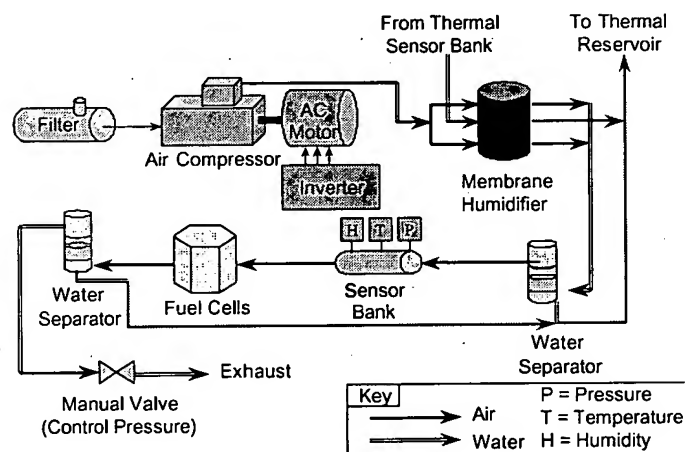 From Thermal
Sensor Bank
To Thermal
Reservoir
Filter
AC
Motor
Air Compressor
Inverter
Membrane
Humidifier
H T P
Water
Separator
Fuel Cells
Sensor
Bank
Water
Separator
Exhaust
Manual Valve
(Control Pressure)
Key
Air
Water
P = Pressure
T = Temperature
H = Humidity